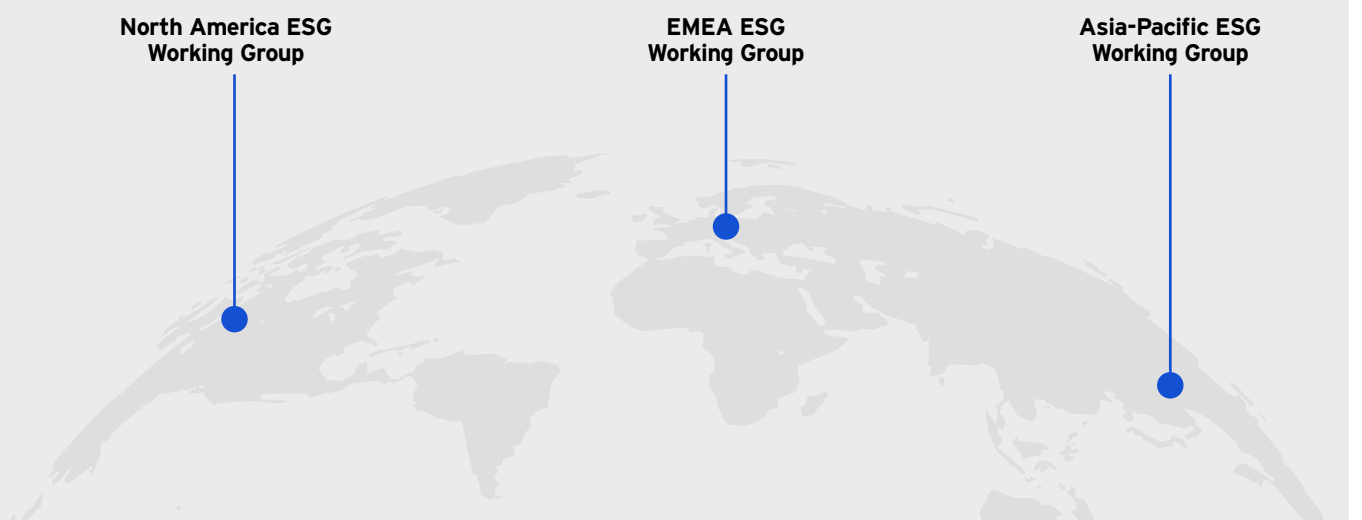 North America ESG
Working Group
EMEA ESG
Working Group
Asia-Pacific ESG
Working Group